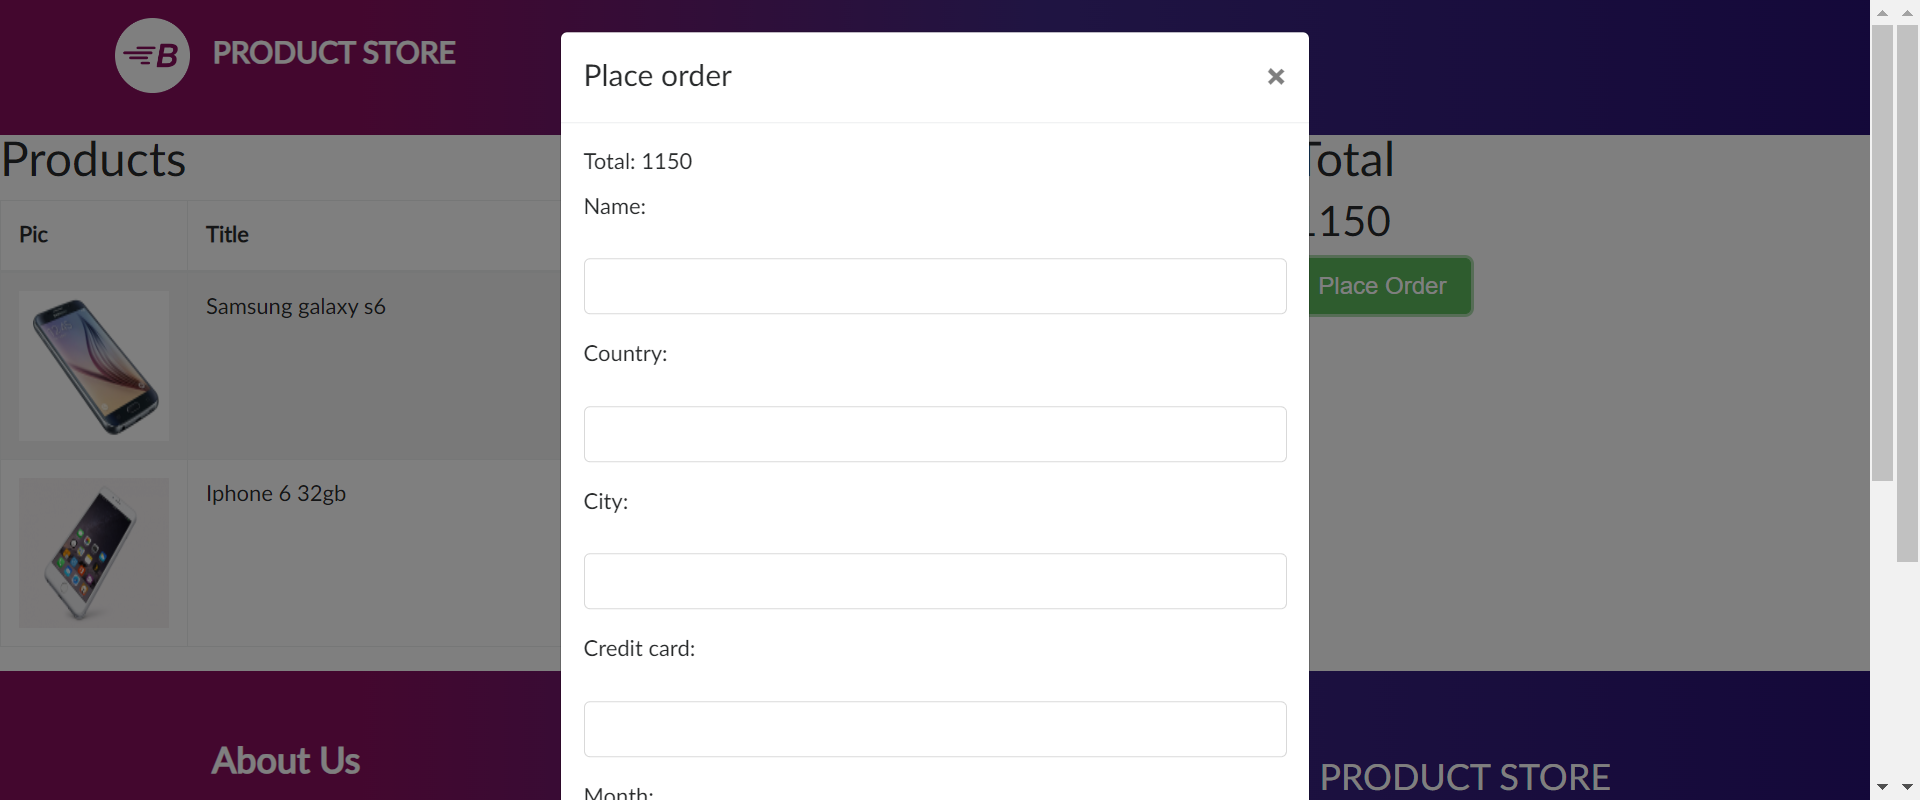 B PRODUCT STORE
Place order
×
Total: 1150
Name:
Country:
City:
Credit card:
Month:
Products
Pic Title
Samsung galaxy s6
Iphone 6 32gb
Total
1150
Place Order
About Us
PRODUCT STORE